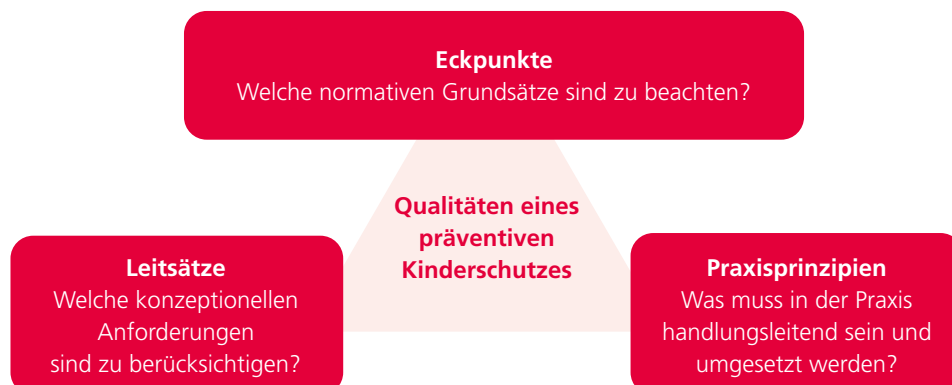 Eckpunkte
Welche normativen Grundsätze sind zu beachten?
Qualitäten eines
präventiven
Kinderschutzes
Leitsätze
Welche konzeptionellen
Anforderungen
sind zu berücksichtigen?
Praxisprinzipien
Was muss in der Praxis
handlungsleitend sein und
umgesetzt werden?